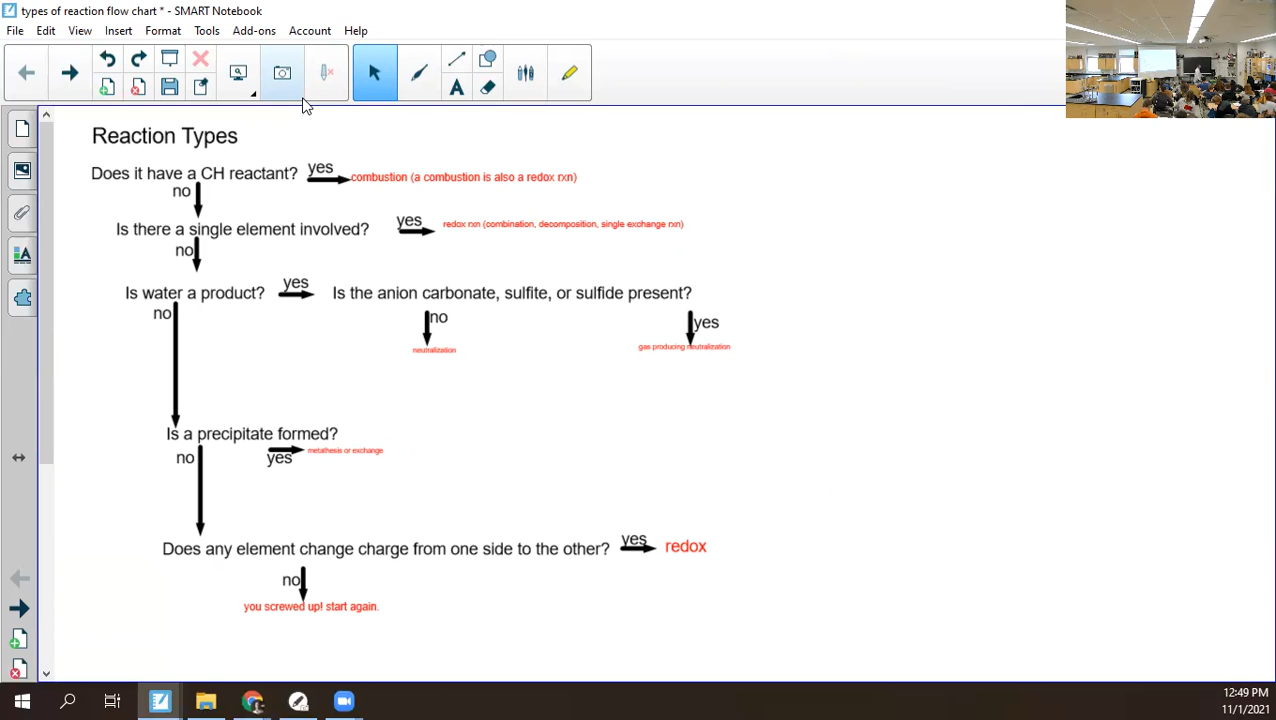 types of reaction flow chart * - SMART Notebook
File Edit View Insert Format Tools Add-ons Account Help
Reaction Types
Does it have a CH reactant? yes combustion (a combustion is also a redox rxn)
no
Is there a single element involved? yes redox rxn (combination, decomposition, single exchange rxn)
no
Is water a product? yes Is the anion carbonate, sulfite, or sulfide present?
no no yes
neutralization gas producing neutralization
Is a precipitate formed?
no yes metathesis or exchange
Does any element change charge from one side to the other? yes redox
no
you screwed up! start again.
12:49 PM
11/1/2021